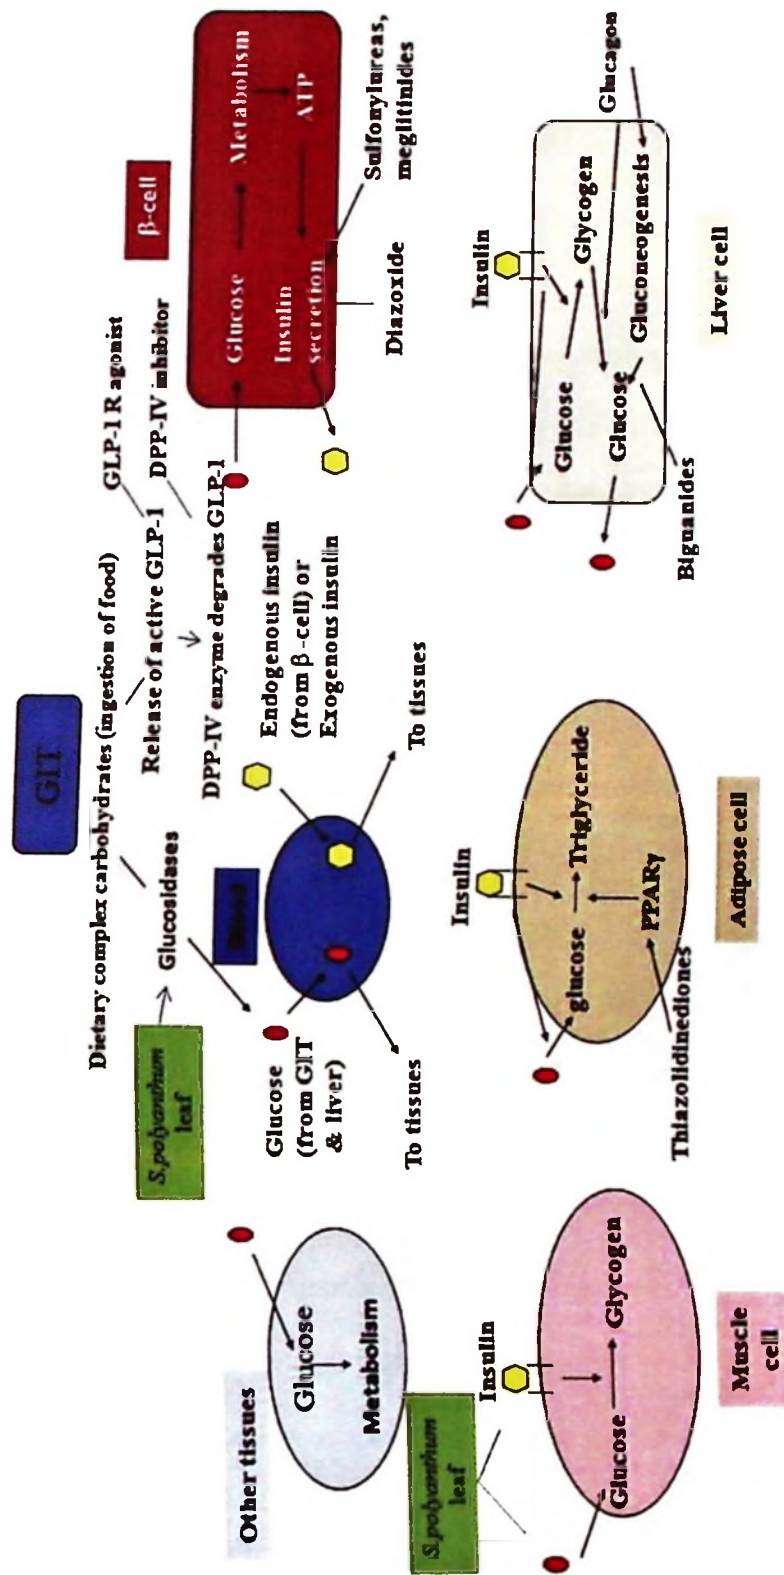 GIT
Dietary complex carbohydrates (ingestion of food)
GLP-1 R agonist
Release of active GLP-1
DPP-IV inhibitor
DPP-IV enzyme degrades GLP-1
β-cell
S.polyanthum
leaf
Glucosidases
Glucose
(from GIT
& liver)
To tissues
Endogenous insulin
(from β-cell) or
Exogenous insulin
To tissues
Glucose
Metabolism
ATP
Insulin
secretion
Diazoxide
Sulfonylureas,
meglitinides
Other tissues
Glucose
Metabolism
S.polyanthum
leaf
Insulin
Glucose
Glycogen
Muscle
cell
Insulin
glucose
Triglyceride
PPARγ
Thiazolidinediones
Adipose cell
Insulin
Glucose
Glycogen
Glucose
Gluconeogenesis
Glucagon
Biguanides
Liver cell